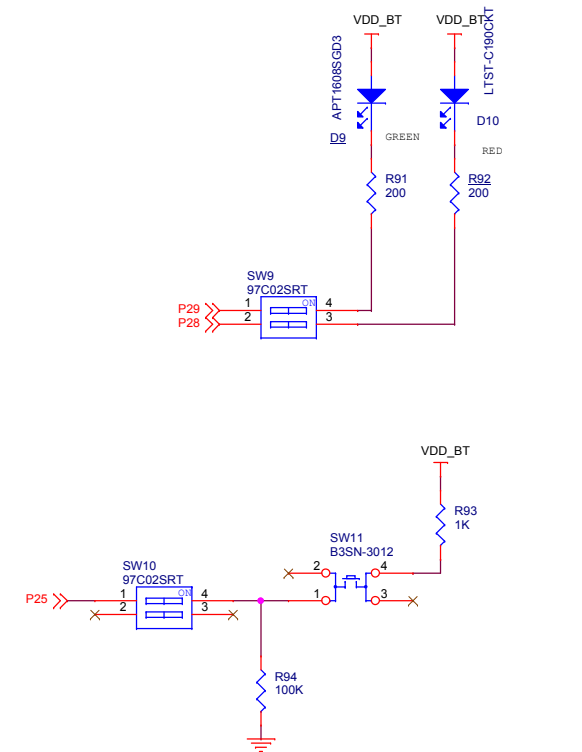 VDD_BT
VDD_BT
APT1608SGD3
LTST-C190CKT
D9
GREEN
D10
RED
R91
200
R92
200
SW9
97C02SRT
P29
1
ON
4
P28
2
3
VDD_BT
R93
1K
SW11
B3SN-3012
2
4
SW10
97C02SRT
P25
1
ON
4
1
3
2
3
R94
100K